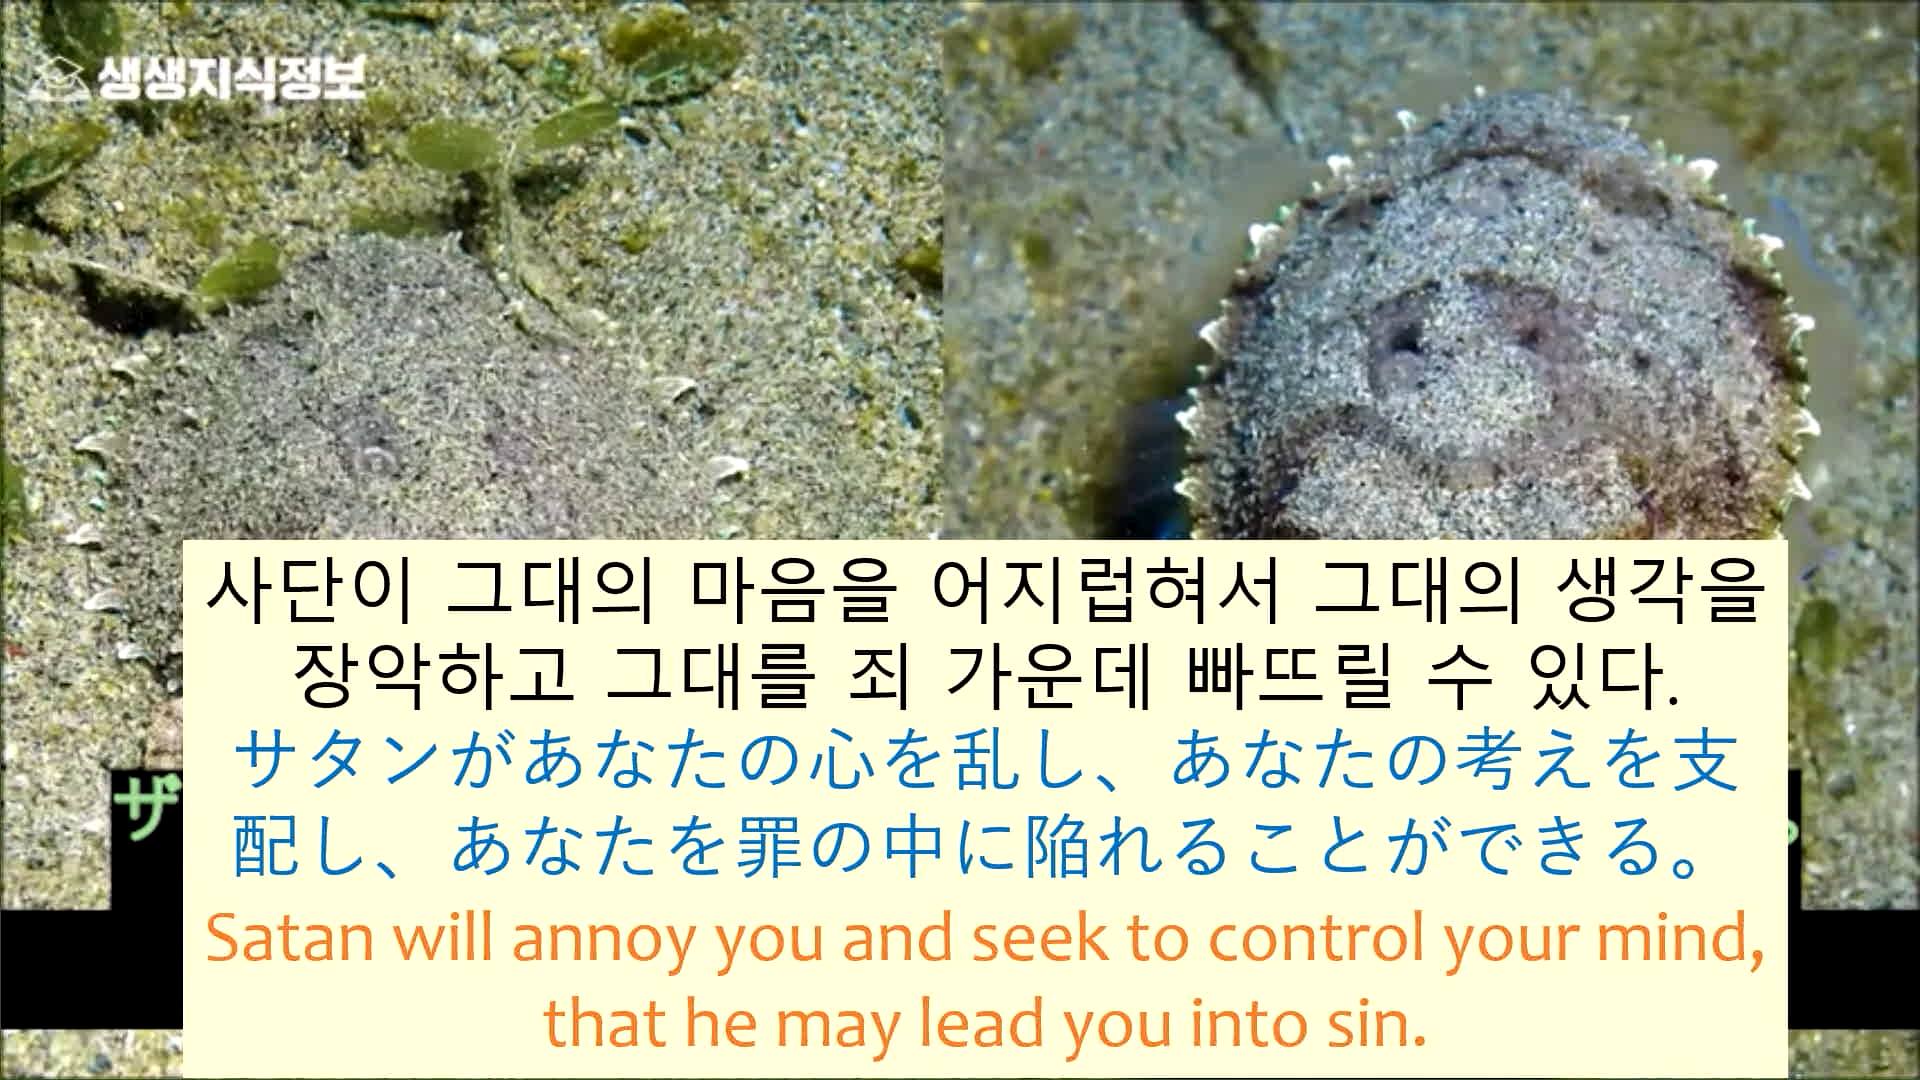 생생지식정보
사단이 그대의 마음을 어지럽혀서 그대의 생각을
장악하고 그대를 죄 가운데 빠뜨릴 수 있다.
サタンがあなたの心を乱し、あなたの考えを支
配し、あなたを罪の中に陥れることができる。
ザ
Satan will annoy you and seek to control your mind,
that he may lead you into sin.